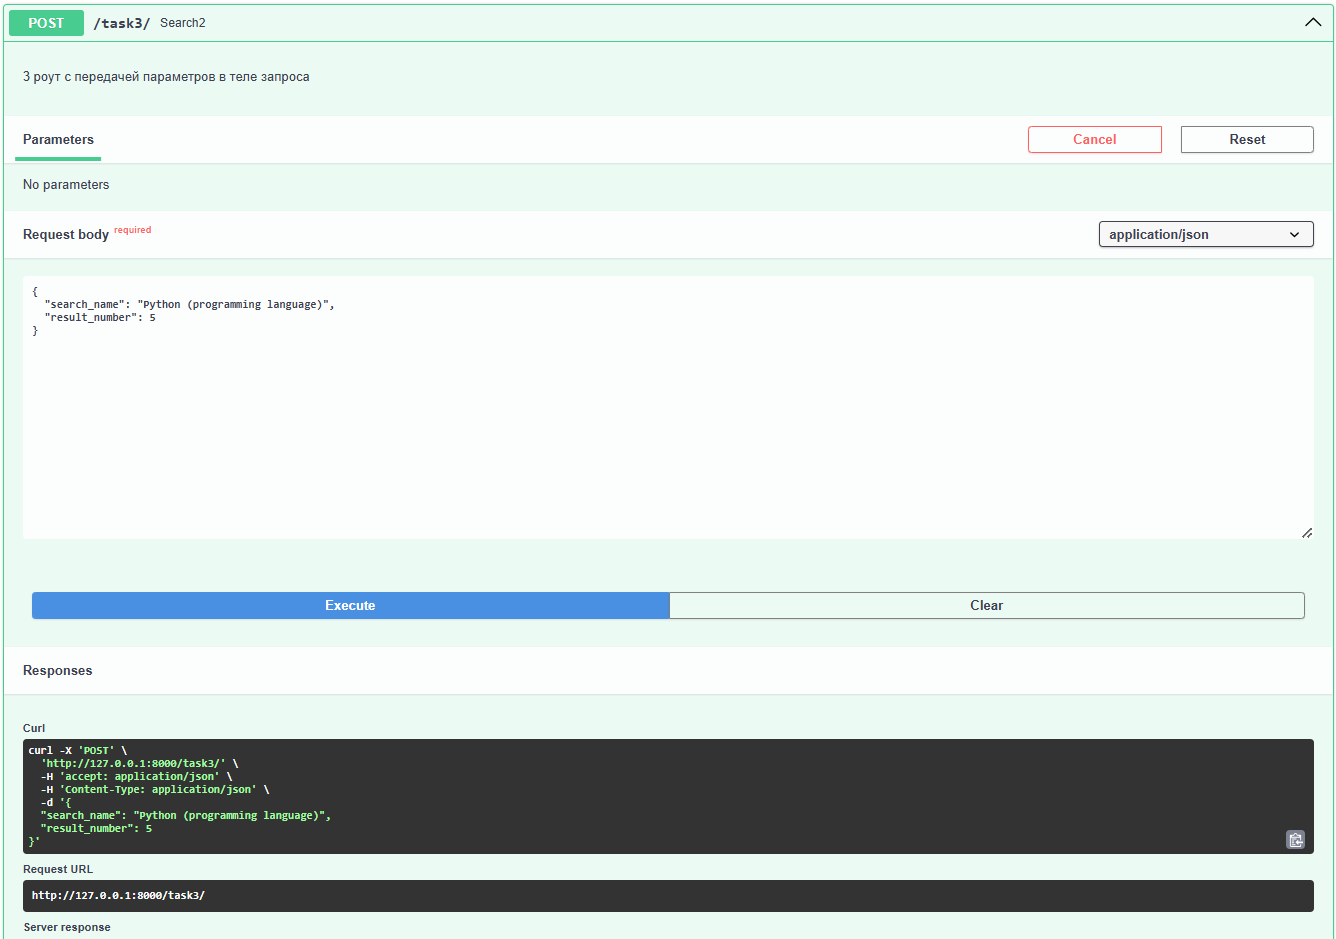 POST /task3/ Search2
3 роут с передачей параметров в теле запроса
Parameters Cancel Reset
No parameters
Request body required application/json
{
  "search_name": "Python (programming language)",
  "result_number": 5
}
Execute Clear
Responses
Curl
curl -X 'POST' \
  'http://127.0.0.1:8000/task3/' \
  -H 'accept: application/json' \
  -H 'Content-Type: application/json' \
  -d '{
  "search_name": "Python (programming language)",
  "result_number": 5
}'
Request URL
http://127.0.0.1:8000/task3/
Server response